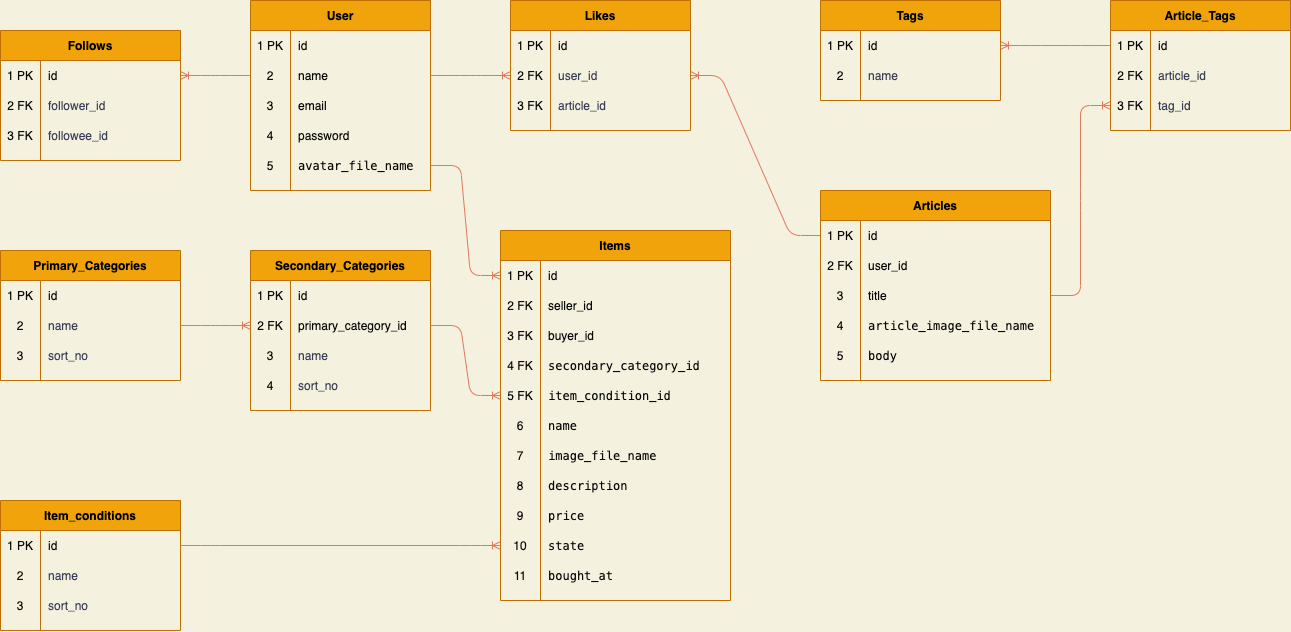 Follows
1 PK id
2 FK follower_id
3 FK followee_id
User
1 PK id
2 name
3 email
4 password
5 avatar_file_name
Likes
1 PK id
2 FK user_id
3 FK article_id
Tags
1 PK id
2 name
Article_Tags
1 PK id
2 FK article_id
3 FK tag_id
Primary_Categories
1 PK id
2 name
3 sort_no
Secondary_Categories
1 PK id
2 FK primary_category_id
3 name
4 sort_no
Items
1 PK id
2 FK seller_id
3 FK buyer_id
4 FK secondary_category_id
5 FK item_condition_id
6 name
7 image_file_name
8 description
9 price
10 state
11 bought_at
Articles
1 PK id
2 FK user_id
3 title
4 article_image_file_name
5 body
Item_conditions
1 PK id
2 name
3 sort_no